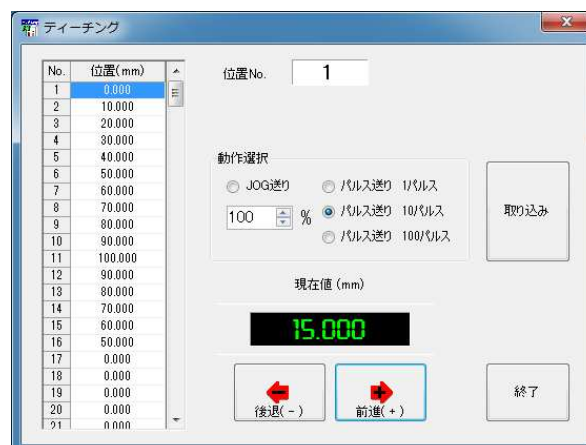 ティーチング
No. 位置(mm)
1 0.000
2 10.000
3 20.000
4 30.000
5 40.000
6 50.000
7 60.000
8 70.000
9 80.000
10 90.000
11 100.000
12 90.000
13 80.000
14 70.000
15 60.000
16 50.000
17 0.000
18 0.000
19 0.000
20 0.000
21 0.000
位置No. 1
動作選択
JOG送り
100 %
パルス送り 1パルス
パルス送り 10パルス
パルス送り 100パルス
取り込み
現在値 (mm)
15.000
後退(-)
前進(+)
終了